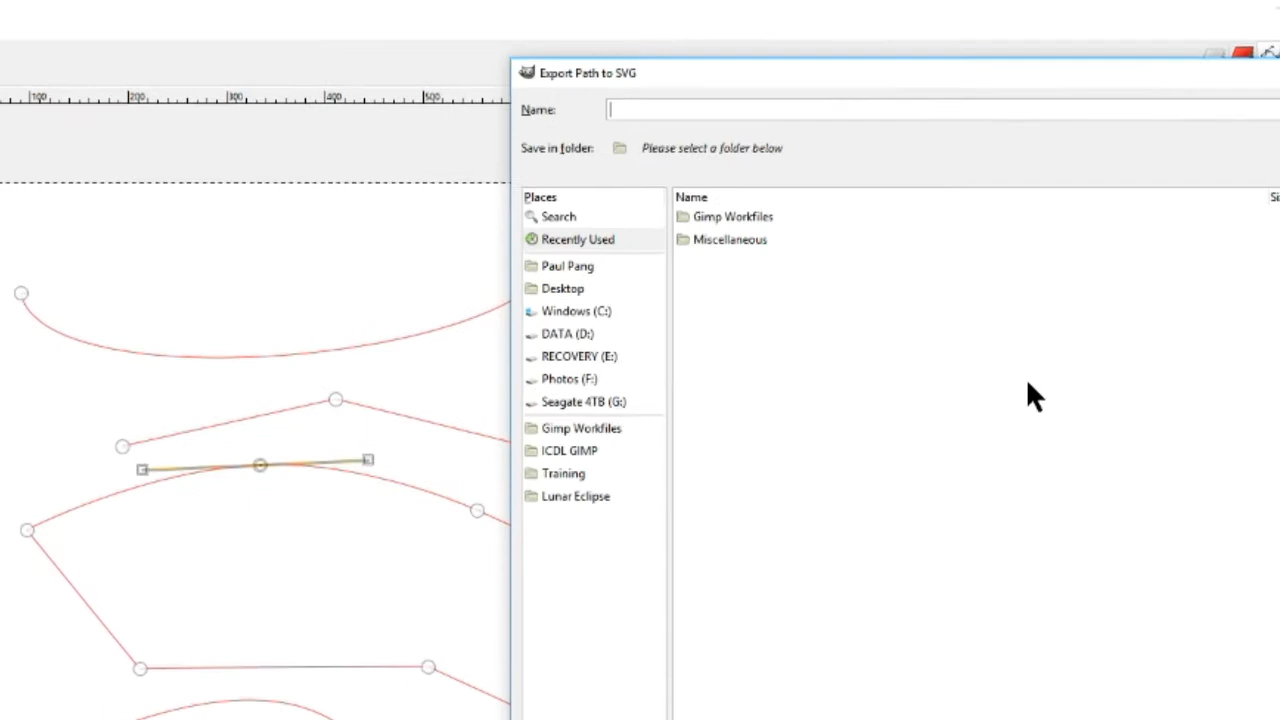 Export Path to SVG
100 200 300 400 500
Name:
Save in folder: Please select a folder below
Places
Search
Recently Used
Paul Pang
Desktop
Windows (C:)
DATA (D:)
RECOVERY (E:)
Photos (F:)
Seagate 4TB (G:)
Gimp Workfiles
ICDL GIMP
Training
Lunar Eclipse
Name
Gimp Workfiles
Miscellaneous